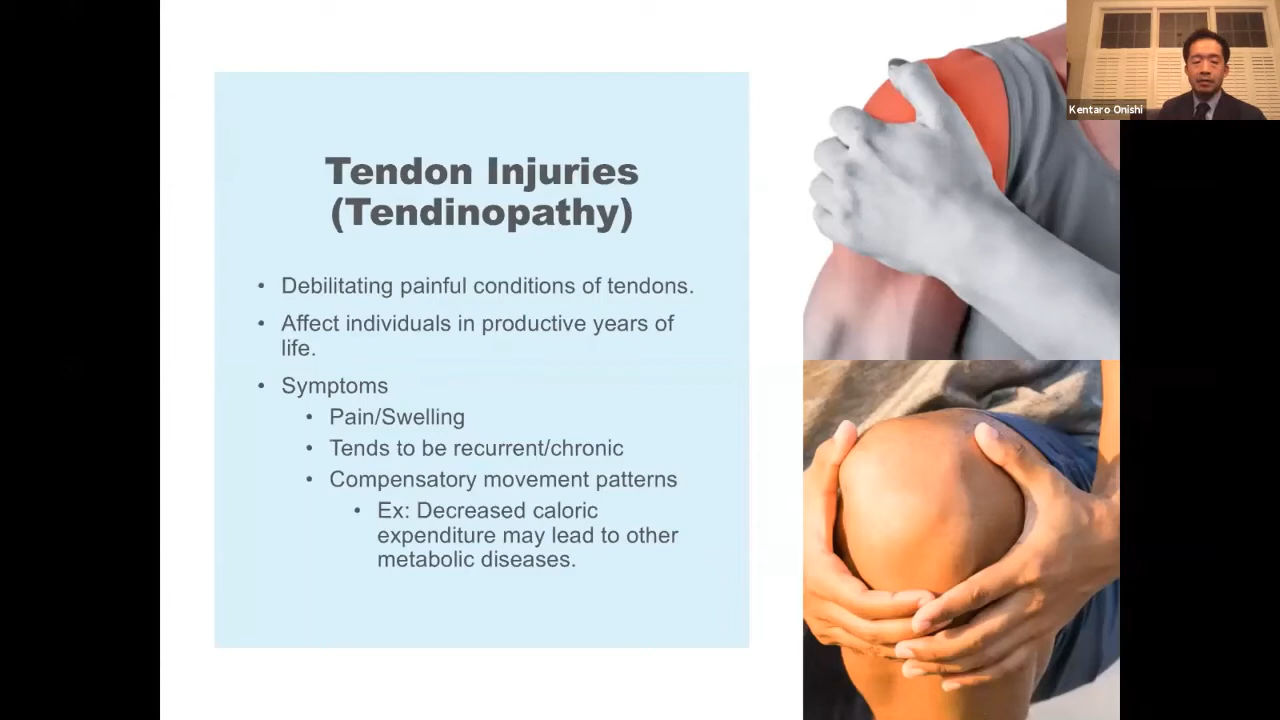 Kentaro Onishi
Tendon Injuries
(Tendinopathy)
• Debilitating painful conditions of tendons.
• Affect individuals in productive years of
life.
• Symptoms
• Pain/Swelling
• Tends to be recurrent/chronic
• Compensatory movement patterns
• Ex: Decreased caloric
expenditure may lead to other
metabolic diseases.